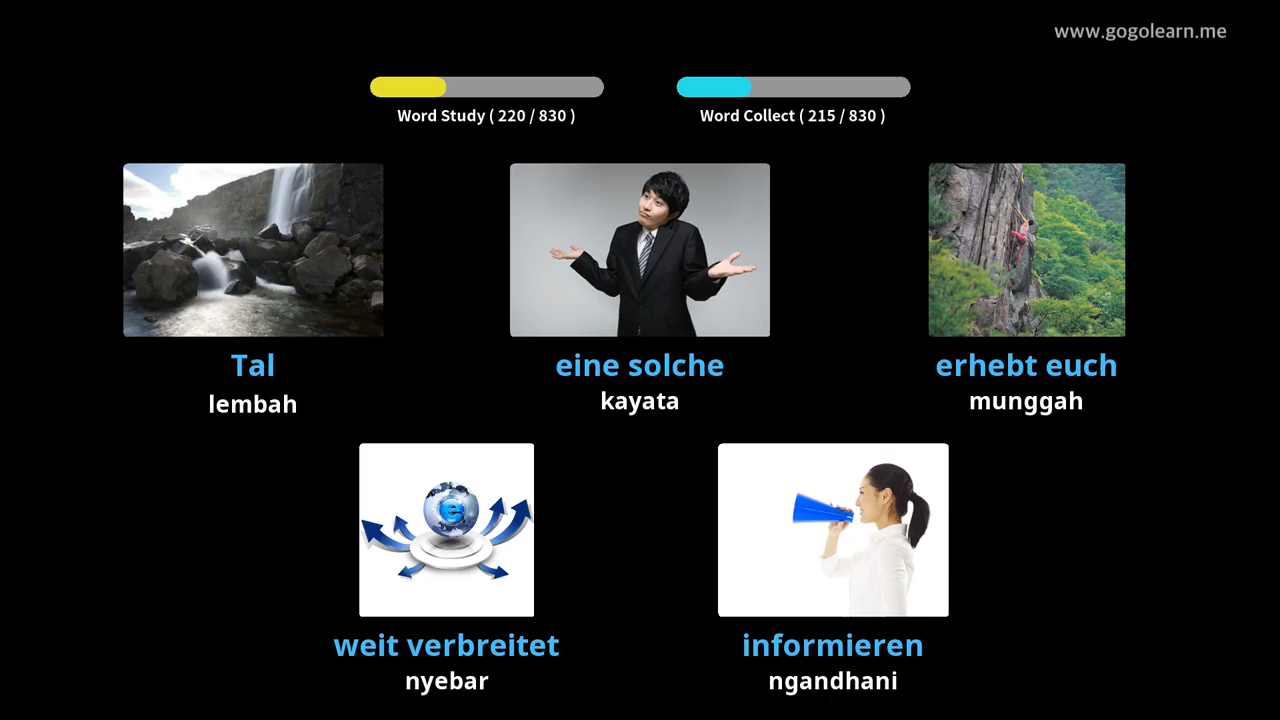 www.gogolearn.me
Word Study ( 220 / 830 )
Word Collect ( 215 / 830 )
Tal
lembah
eine solche
kayata
erhebt euch
munggah
e
weit verbreitet
nyebar
informieren
ngandhani